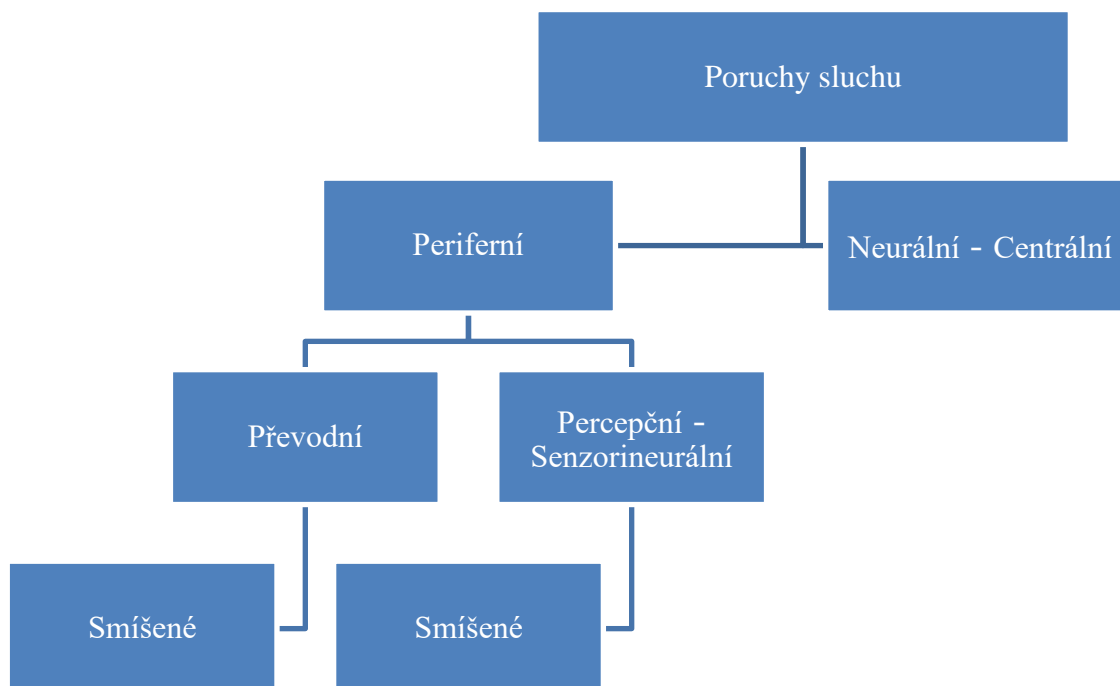 Poruchy sluchu
Periferní
Neurální - Centrální
Převodní
Percepční -
Senzorineurální
Smíšené
Smíšené